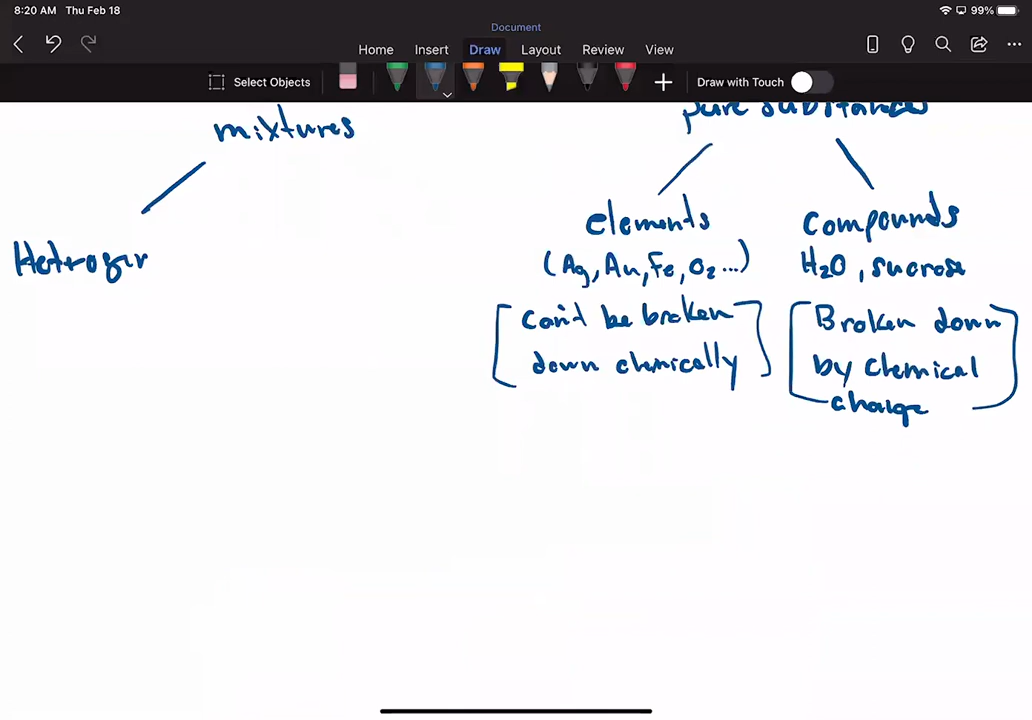 8:20 AM Thu Feb 18
99%
Document
Home Insert Draw Layout Review View
Select Objects
Draw with Touch
pure substances
mixtures
elements
compounds
(Ag, Au, Fe, O2 ...)
H2O, sucrose
Hetrogen
can't be broken
down chemically
Broken down
by chemical
change